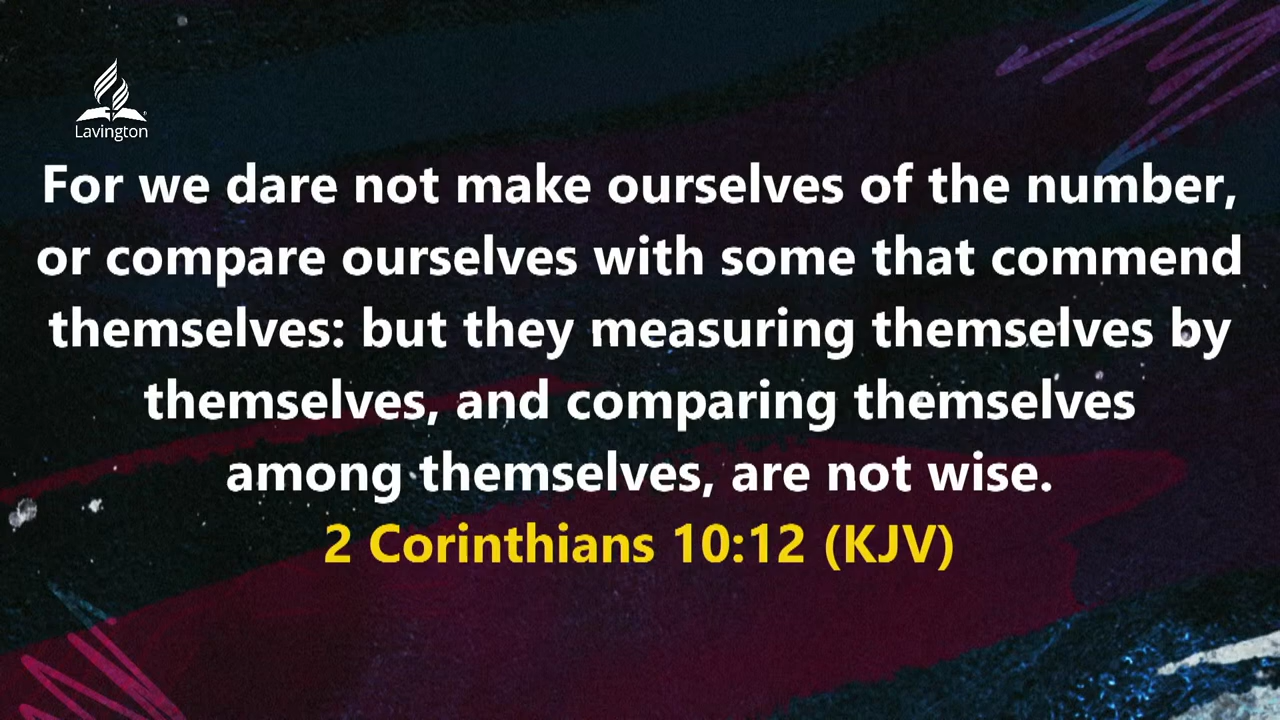 Lavington
For we dare not make ourselves of the number,
or compare ourselves with some that commend
themselves: but they measuring themselves by
themselves, and comparing themselves
among themselves, are not wise.
2 Corinthians 10:12 (KJV)